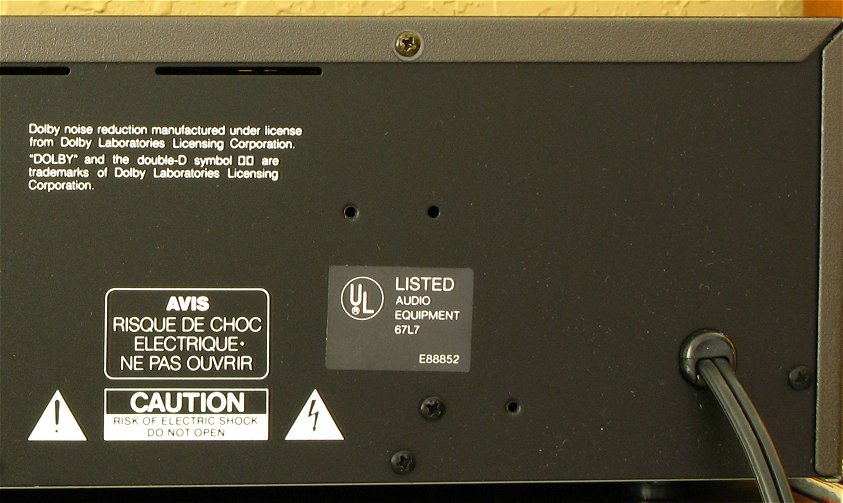 Dolby noise reduction manufactured under license
from Dolby Laboratories Licensing Corporation.
"DOLBY" and the double-D symbol are
trademarks of Dolby Laboratories Licensing
Corporation.
AVIS
RISQUE DE CHOC
ELECTRIQUE·
NE PAS OUVRIR
CAUTION
RISK OF ELECTRIC SHOCK
DO NOT OPEN
UL
®
LISTED
AUDIO
EQUIPMENT
67L7
E88852